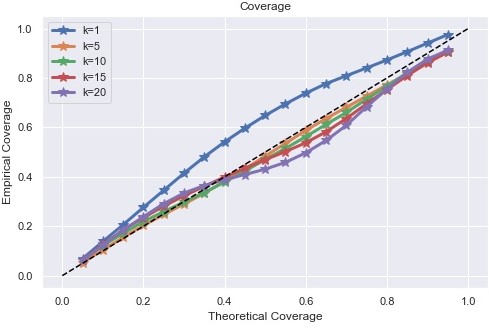 Coverage
k=1
k=5
k=10
k=15
k=20
Empirical Coverage
1.0
0.8
0.6
0.4
0.2
0.0
0.0 0.2 0.4 0.6 0.8 1.0
Theoretical Coverage